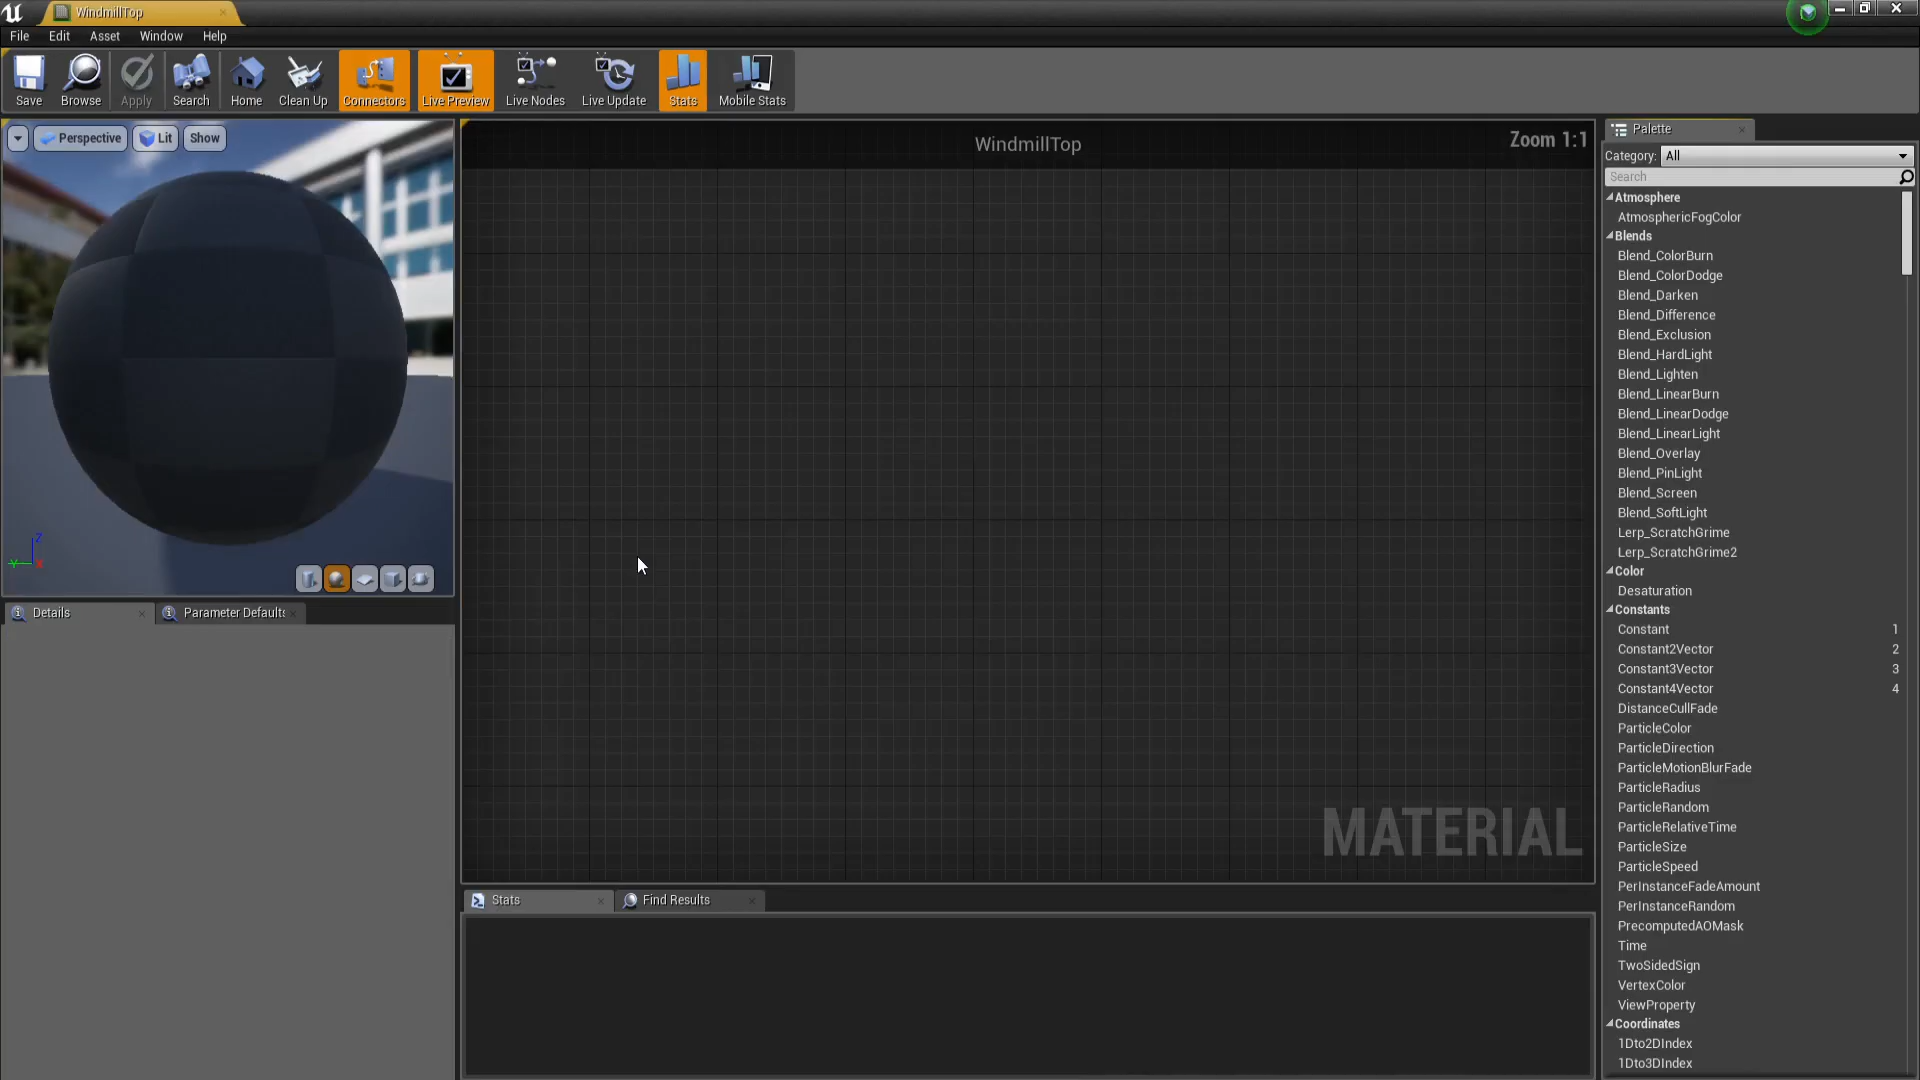 WindmillTop
File Edit Asset Window Help
Save Browse Apply Search Home Clean Up Connectors Live Preview Live Nodes Live Update Stats Mobile Stats
Perspective Lit Show
WindmillTop
Zoom 1:1
MATERIAL
Z
Y
X
Details Parameter Defaults
Stats Find Results
Palette
Category: All
Search
Atmosphere
AtmosphericFogColor
Blends
Blend_ColorBurn
Blend_ColorDodge
Blend_Darken
Blend_Difference
Blend_Exclusion
Blend_HardLight
Blend_Lighten
Blend_LinearBurn
Blend_LinearDodge
Blend_LinearLight
Blend_Overlay
Blend_PinLight
Blend_Screen
Blend_SoftLight
Lerp_ScratchGrime
Lerp_ScratchGrime2
Color
Desaturation
Constants
Constant 1
Constant2Vector 2
Constant3Vector 3
Constant4Vector 4
DistanceCullFade
ParticleColor
ParticleDirection
ParticleMotionBlurFade
ParticleRadius
ParticleRandom
ParticleRelativeTime
ParticleSize
ParticleSpeed
PerInstanceFadeAmount
PerInstanceRandom
PrecomputedAOMask
Time
TwoSidedSign
VertexColor
ViewProperty
Coordinates
1Dto2DIndex
1Dto3DIndex